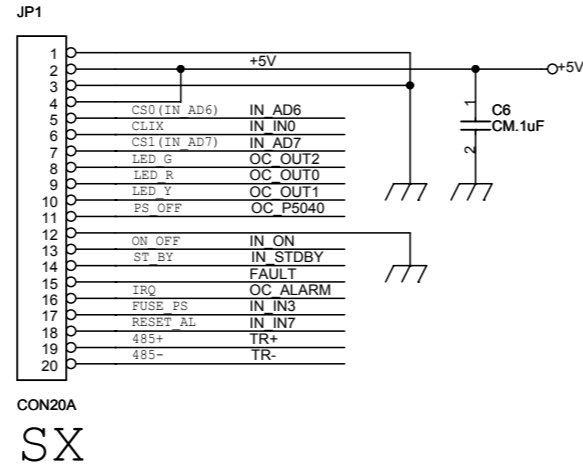 JP1
1
+5V
2
+5V
3
4
5 CS0(IN_AD6) IN_AD6
6 CLIX IN_IN0
7 CS1(IN_AD7) IN_AD7
8 LED_G OC_OUT2
9 LED_R OC_OUT0
10 LED_Y OC_OUT1
11 PS_OFF OC_P5040
12
13 ON_OFF IN_ON
14 ST_BY IN_STDBY
15 FAULT
16 IRQ OC_ALARM
17 FUSE_PS IN_IN3
18 RESET_AL IN_IN7
19 485+ TR+
20 485- TR-
1
C6
CM.1uF
2
CON20A
SX